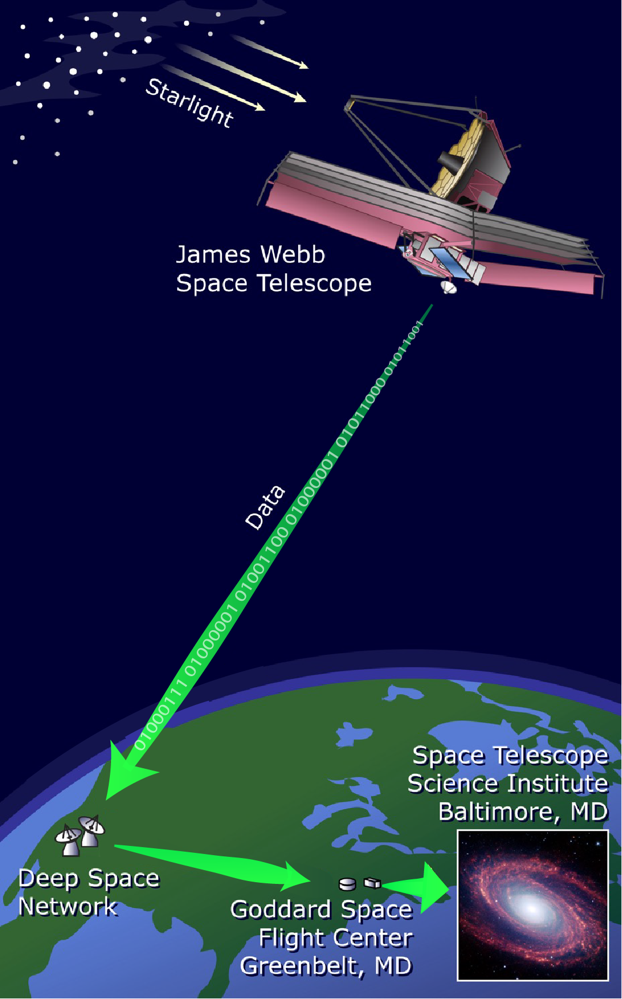 Starlight
James Webb
Space Telescope
Data
01000111 01000001 01001100 01000001 01011000 01011001
Space Telescope
Science Institute
Baltimore, MD
Deep Space
Network
Goddard Space
Flight Center
Greenbelt, MD